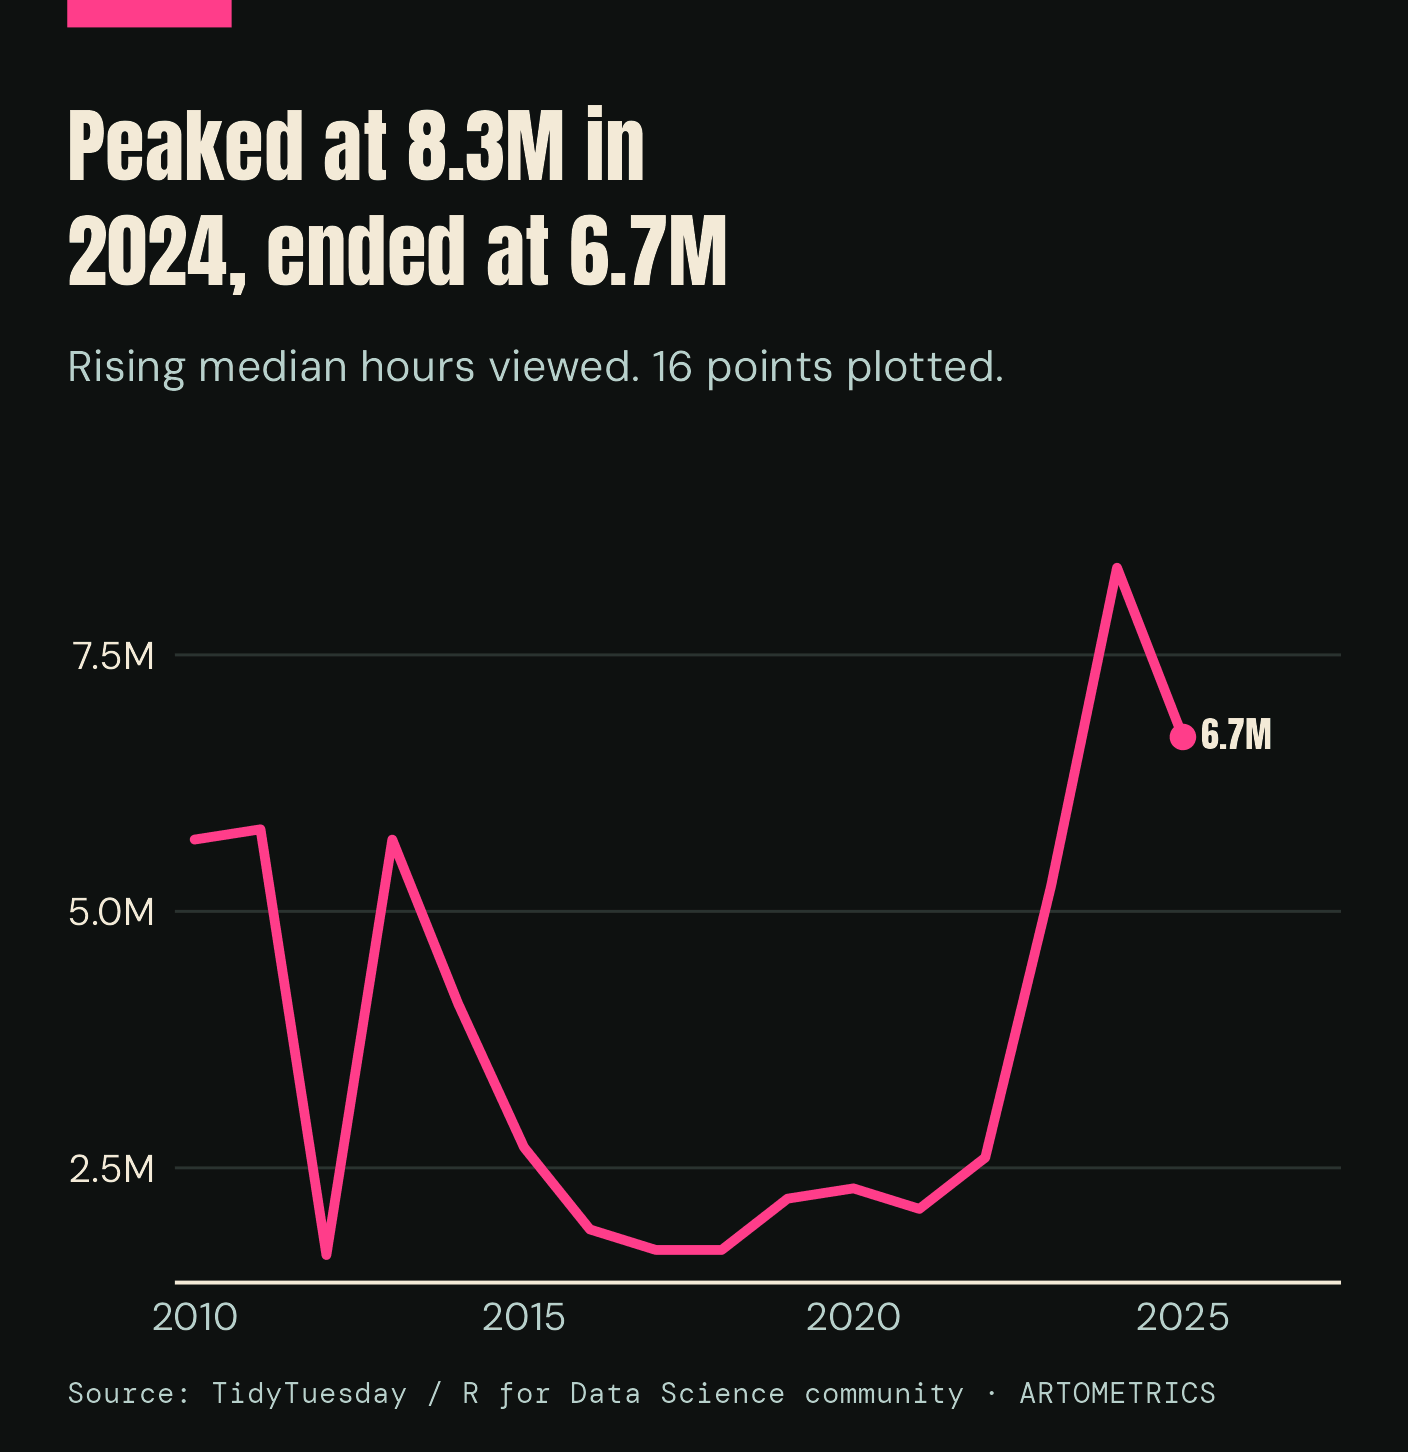 Peaked at 8.3M in
2024, ended at 6.7M
Rising median hours viewed. 16 points plotted.
7.5M
6.7M
5.0M
2.5M
2010 2015 2020 2025
Source: TidyTuesday / R for Data Science community · ARTOMETRICS